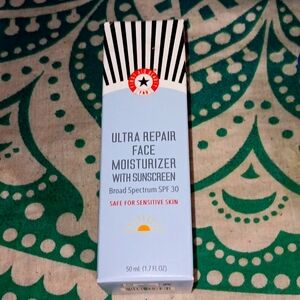 ULTRA REPAIR
FACE
MOISTURIZER
WITH SUNSCREEN
Broad Spectrum SPF 30
SAFE FOR SENSITIVE SKIN
50 mL (1.7 FL OZ)